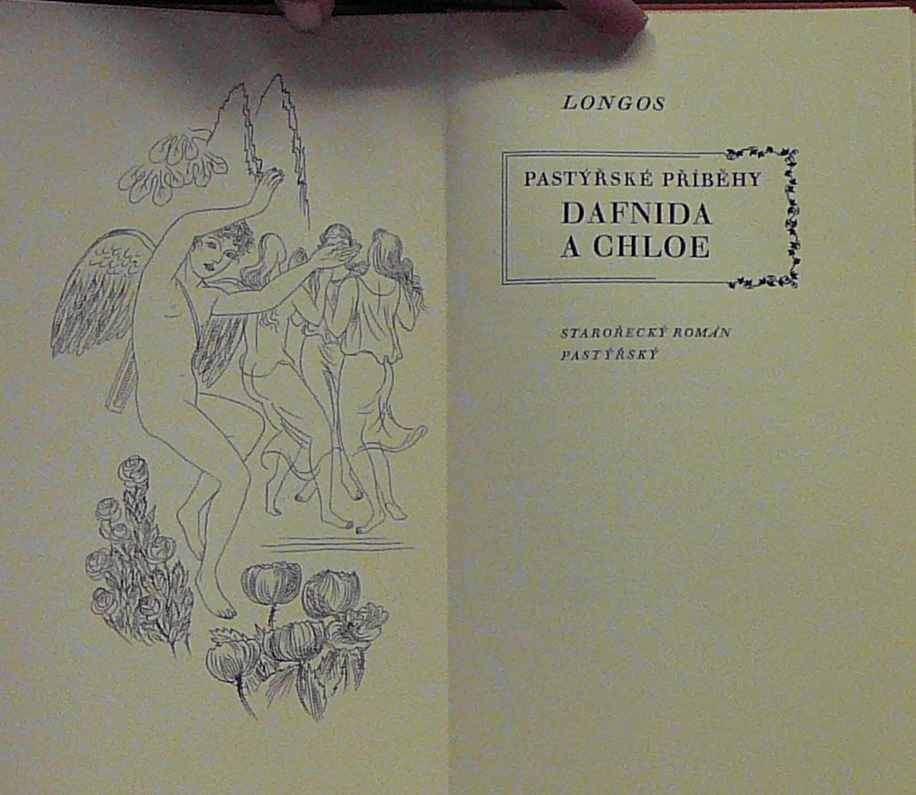 LONGOS
PASTÝŘSKÉ PŘÍBĚHY
DAFNIDA
A CHLOE
STAROŘECKÝ ROMÁN
PASTÝŘSKÝ